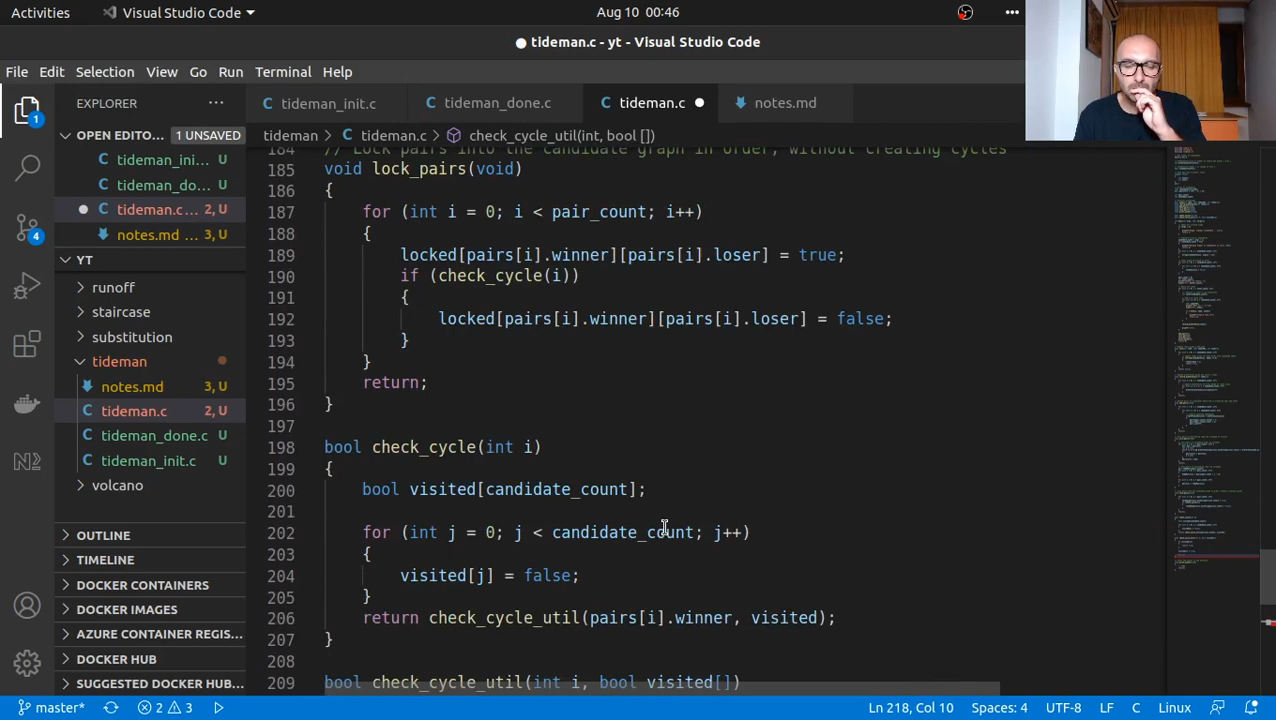 Activities Visual Studio Code Aug 10 00:46
tideman.c - yt - Visual Studio Code
File Edit Selection View Go Run Terminal Help
EXPLORER tideman_init.c tideman_done.c tideman.c notes.md
OPEN EDITO... 1 UNSAVED tideman > C tideman.c > check_cycle_util(int, bool [])
tideman_ini... U
tideman_do... U
tideman.c... 2, U
notes.md ... 3, U
YT
runoff
staircase
substitution
tideman
notes.md 3, U
tideman.c 2, U
tideman_done.c U
tideman_init.c U
volcano
OUTLINE
TIMELINE
DOCKER CONTAINERS
DOCKER IMAGES
AZURE CONTAINER REGIS...
DOCKER HUB
SUGGESTED DOCKER HUB...
184 // Lock pairs into the candidate graph in order, without creating cycles
185 void lock_pairs(void)
186 {
187 for (int i = 0; i < pair_count; i++)
188 {
189 locked[pairs[i].winner][pairs[i].loser] = true;
190 if (check_cycle(i))
191 {
192 locked[pairs[i].winner][pairs[i].loser] = false;
193 }
194 }
195 return;
196 }
197
198 bool check_cycle(int i)
199 {
200 bool visited[candidate_count];
201
202 for (int j = 0; j < candidate_count; j++)
203 {
204 visited[j] = false;
205 }
206 return check_cycle_util(pairs[i].winner, visited);
207 }
208
209 bool check_cycle_util(int i, bool visited[])
master* 2 3 Ln 218, Col 10 Spaces: 4 UTF-8 LF C Linux